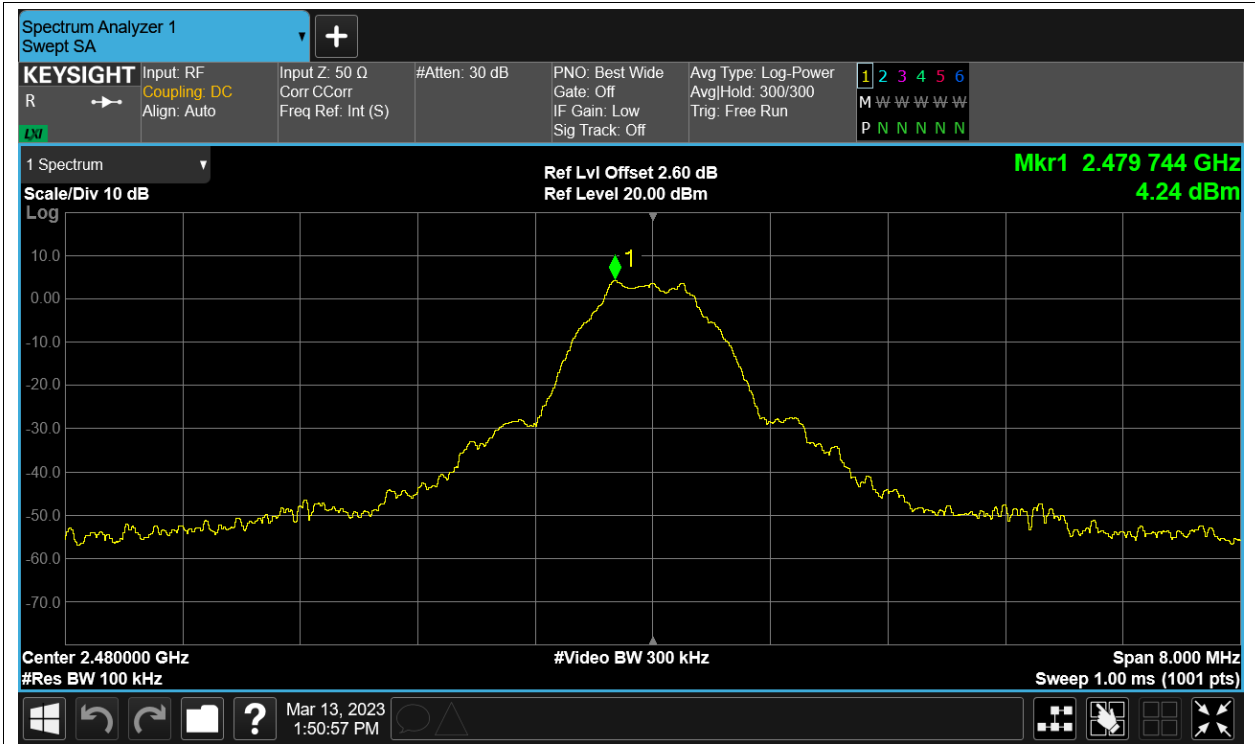 Spectrum Analyzer 1
Swept SA
KEYSIGHT
R
LXI
Input: RF
Coupling: DC
Align: Auto
Input Z: 50 Ω
Corr CCorr
Freq Ref: Int (S)
#Atten: 30 dB
PNO: Best Wide
Gate: Off
IF Gain: Low
Sig Track: Off
Avg Type: Log-Power
Avg|Hold: 300/300
Trig: Free Run
1 2 3 4 5 6
M W W W W W
P N N N N N
1 Spectrum
Scale/Div 10 dB
Log
Ref Lvl Offset 2.60 dB
Ref Level 20.00 dBm
Mkr1 2.479 744 GHz
4.24 dBm
1
10.0
0.00
-10.0
-20.0
-30.0
-40.0
-50.0
-60.0
-70.0
Center 2.480000 GHz
#Res BW 100 kHz
#Video BW 300 kHz
Span 8.000 MHz
Sweep 1.00 ms (1001 pts)
?
Mar 13, 2023
1:50:57 PM